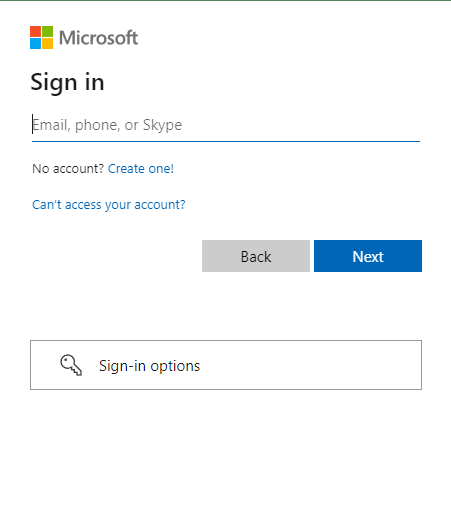 Microsoft
Sign in
Email, phone, or Skype
No account? Create one!
Can't access your account?
Back Next
Sign-in options